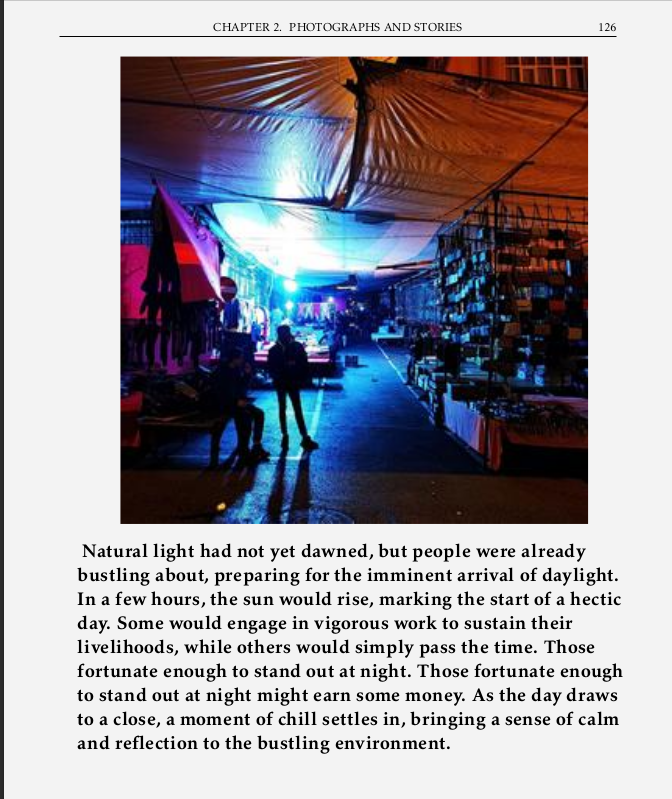 CHAPTER 2. PHOTOGRAPHS AND STORIES 126
Natural light had not yet dawned, but people were already
bustling about, preparing for the imminent arrival of daylight.
In a few hours, the sun would rise, marking the start of a hectic
day. Some would engage in vigorous work to sustain their
livelihoods, while others would simply pass the time. Those
fortunate enough to stand out at night. Those fortunate enough
to stand out at night might earn some money. As the day draws
to a close, a moment of chill settles in, bringing a sense of calm
and reflection to the bustling environment.